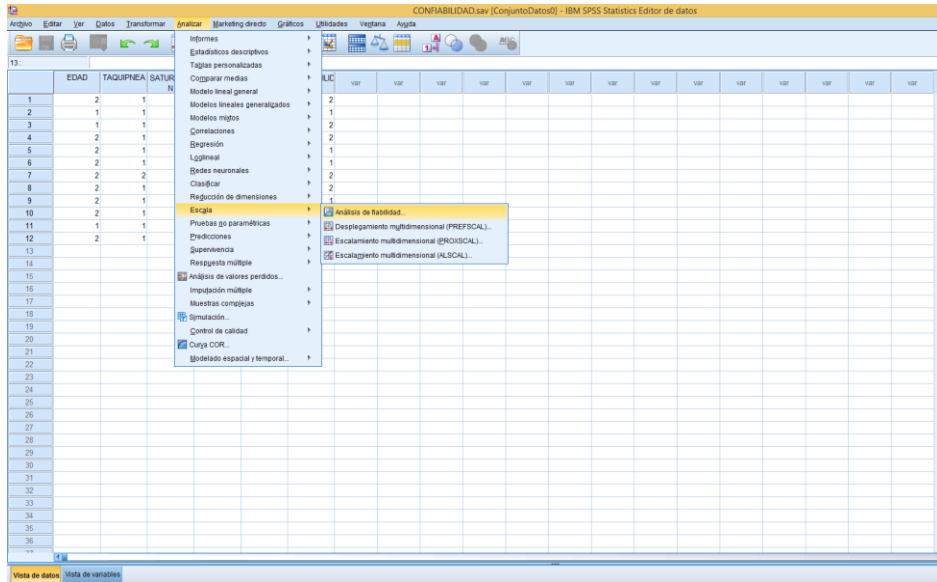 CONFIABILIDAD.sav [ConjuntoDatos0] - IBM SPSS Statistics Editor de datos
Archivo Editar Ver Datos Transformar Analizar Marketing directo Gráficos Utilidades Ventana Ayuda
13 :
EDAD TAQUIPNEA SATUR
N
ILID
var var var var var var var var var var var
1 2 1 2
2 1 1 1
3 1 1 2
4 2 1 2
5 2 1 1
6 2 1 1
7 2 2 2
8 2 1 2
9 2 1 1
10 2 1
11 1 1
12 2 1
13
14
15
16
17
18
19
20
21
22
23
24
25
26
27
28
29
30
31
32
33
34
35
36
Informes
Estadísticos descriptivos
Tablas personalizadas
Comparar medias
Modelo lineal general
Modelos lineales generalizados
Modelos mixtos
Correlaciones
Regresión
Loglineal
Redes neuronales
Clasificar
Reducción de dimensiones
Escala
Pruebas no paramétricas
Predicciones
Supervivencia
Respuesta múltiple
Análisis de valores perdidos...
Imputación múltiple
Muestras complejas
Simulación...
Control de calidad
Curva COR...
Modelado espacial y temporal...
Análisis de fiabilidad...
Desplegamiento multidimensional (PREFSCAL)...
Escalamiento multidimensional (PROXSCAL)...
Escalamiento multidimensional (ALSCAL)...
Vista de datos Vista de variables